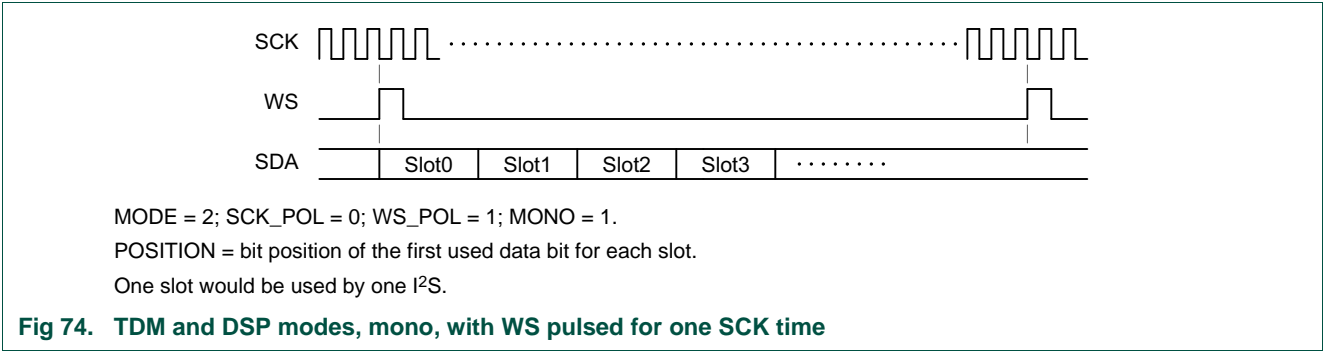 SCK
WS
SDA Slot0 Slot1 Slot2 Slot3 ........
MODE = 2; SCK_POL = 0; WS_POL = 1; MONO = 1.
POSITION = bit position of the first used data bit for each slot.
One slot would be used by one I²S.
Fig 74. TDM and DSP modes, mono, with WS pulsed for one SCK time